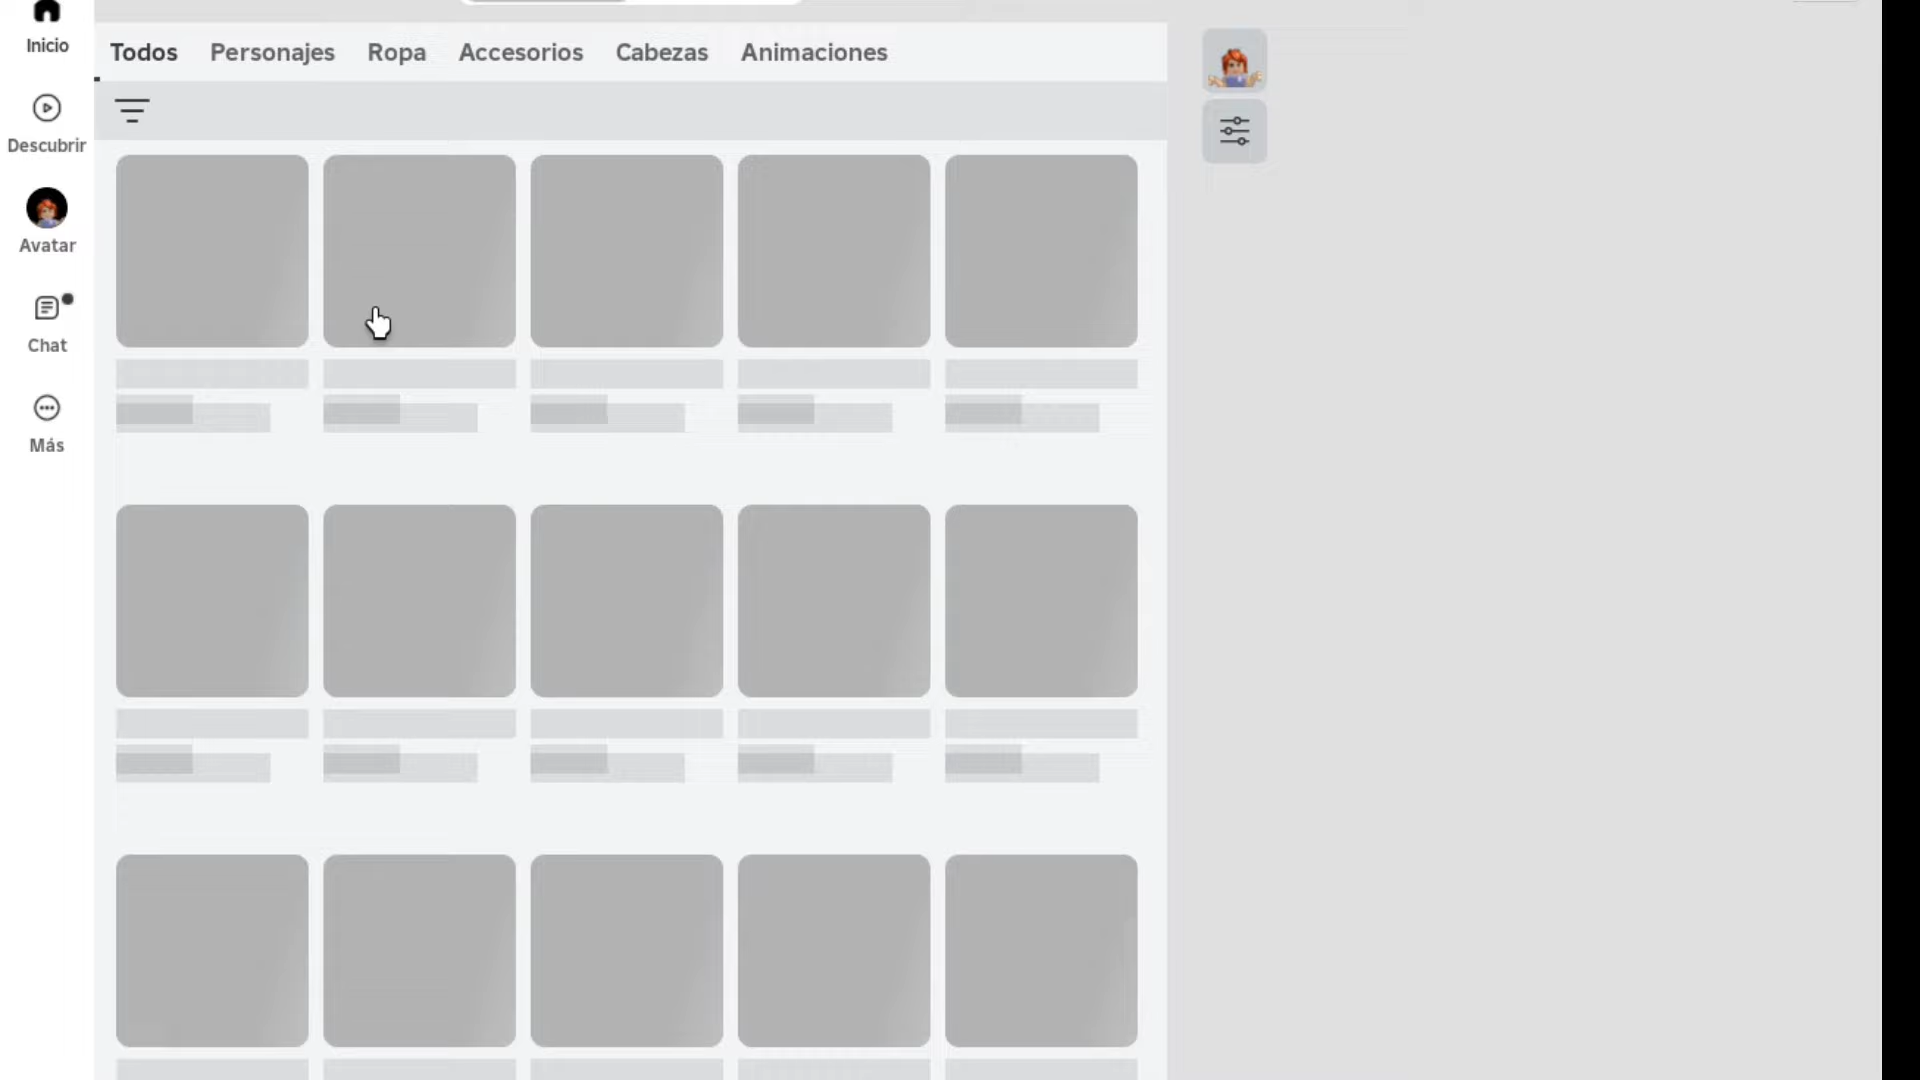 Inicio
Descubrir
Avatar
Chat
Más
Todos Personajes Ropa Accesorios Cabezas Animaciones